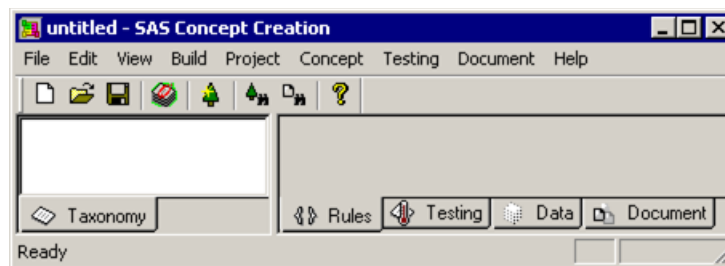 untitled - SAS Concept Creation
File Edit View Build Project Concept Testing Document Help
Taxonomy Rules Testing Data Document
Ready